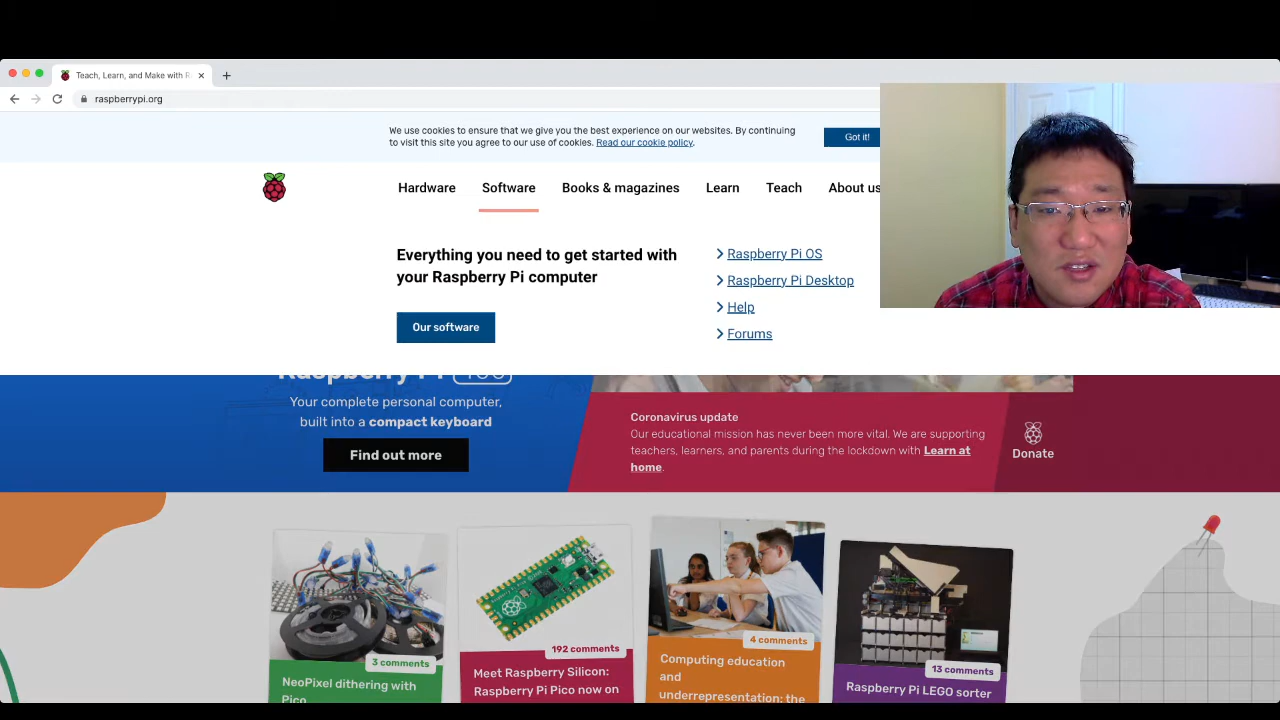 Teach, Learn, and Make with R
raspberrypi.org
We use cookies to ensure that we give you the best experience on our websites. By continuing
to visit this site you agree to our use of cookies. Read our cookie policy.
Got it!
Hardware
Software
Books & magazines
Learn
Teach
About us
Everything you need to get started with
your Raspberry Pi computer
Our software
Raspberry Pi OS
Raspberry Pi Desktop
Help
Forums
Raspberry Pi 400
Your complete personal computer,
built into a compact keyboard
Find out more
Coronavirus update
Our educational mission has never been more vital. We are supporting
teachers, learners, and parents during the lockdown with Learn at
home.
Donate
3 comments
NeoPixel dithering with
Pico
192 comments
Meet Raspberry Silicon:
Raspberry Pi Pico now on
4 comments
Computing education
and
underrepresentation: the
13 comments
Raspberry Pi LEGO sorter